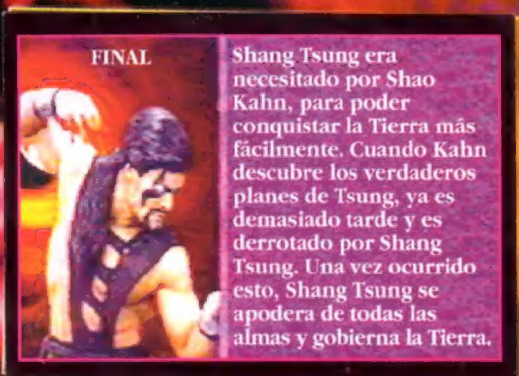 FINAL
Shang Tsung era
necesitado por Shao
Kahn, para poder
conquistar la Tierra más
fácilmente. Cuando Kahn
descubre los verdaderos
planes de Tsung, ya es
demasiado tarde y es
derrotado por Shang
Tsung. Una vez ocurrido
esto, Shang Tsung se
apodera de todas las
almas y gobierna la Tierra.